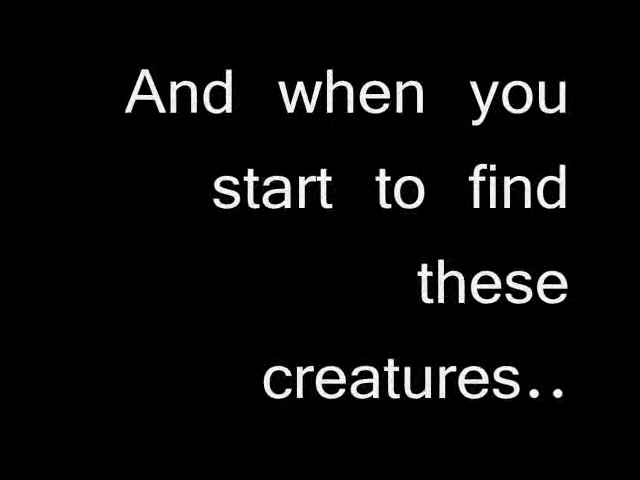 And when you
start to find
these
creatures..